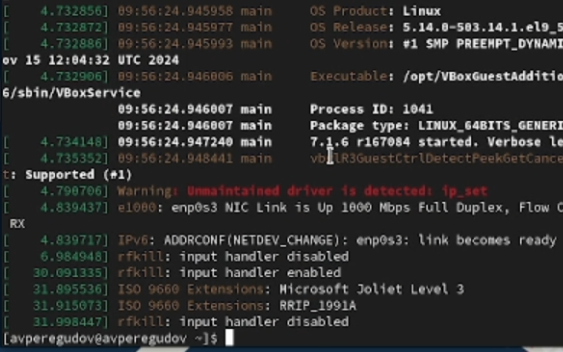 [    4.732856] 09:56:24.945958 main     OS Product: Linux
[    4.732872] 09:56:24.945977 main     OS Release: 5.14.0-503.14.1.el9_5
[    4.732886] 09:56:24.945993 main     OS Version: #1 SMP PREEMPT_DYNAMI
ov 15 12:04:32 UTC 2024
[    4.732906] 09:56:24.946006 main     Executable: /opt/VBoxGuestAdditio
6/sbin/VBoxService
09:56:24.946007 main     Process ID: 1041
09:56:24.946007 main     Package type: LINUX_64BITS_GENERI
[    4.734148] 09:56:24.947240 main     7.1.6 r167084 started. Verbose le
[    4.735352] 09:56:24.948441 main     vbglR3GuestCtrlDetectPeekGetCance
t: Supported (#1)
[    4.790706] Warning: Unmaintained driver is detected: ip_set
[    4.839437] e1000: enp0s3 NIC Link is Up 1000 Mbps Full Duplex, Flow C
RX
[    4.839717] IPv6: ADDRCONF(NETDEV_CHANGE): enp0s3: link becomes ready
[    6.984948] rfkill: input handler disabled
[   30.091335] rfkill: input handler enabled
[   31.895536] ISO 9660 Extensions: Microsoft Joliet Level 3
[   31.915073] ISO 9660 Extensions: RRIP_1991A
[   31.998447] rfkill: input handler disabled
[avperegudov@avperegudov ~]$